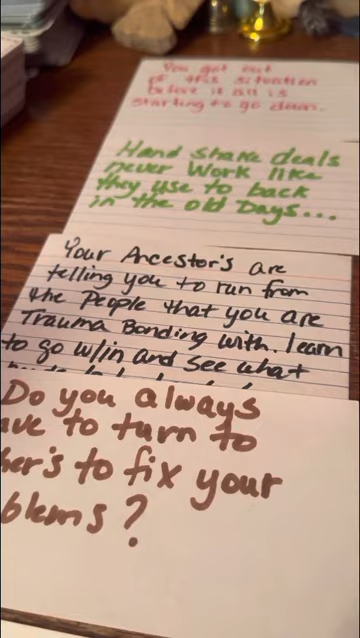 You got out
of this situation
before it all is
starting to go down.
Hand Shake deals
never Work like
they use to back
in the old Days...
Your Ancestor's are
telling you to run from
the People that you are
Trauma Bonding with. learn
to go w/in and see what
Do you always
ave to turn to
her's to fix your
blems?